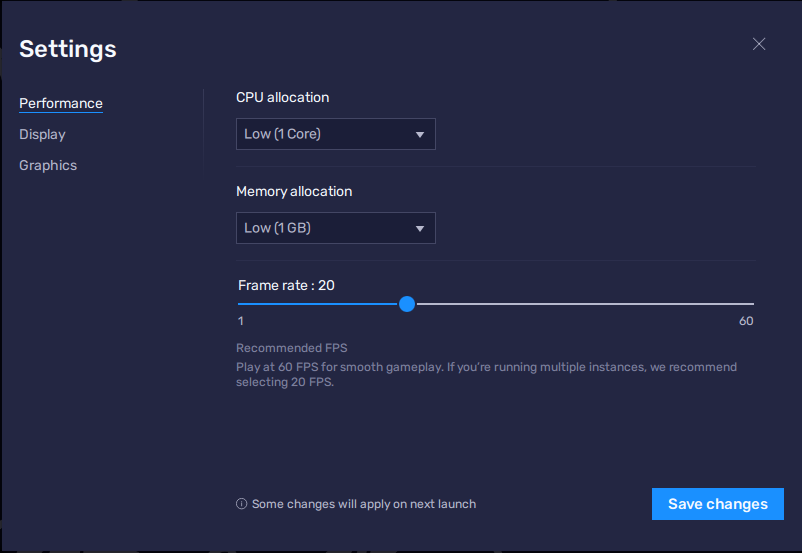 Settings
Performance
Display
Graphics
CPU allocation
Low (1 Core)
Memory allocation
Low (1 GB)
Frame rate : 20
1
60
Recommended FPS
Play at 60 FPS for smooth gameplay. If you're running multiple instances, we recommend
selecting 20 FPS.
Some changes will apply on next launch
Save changes